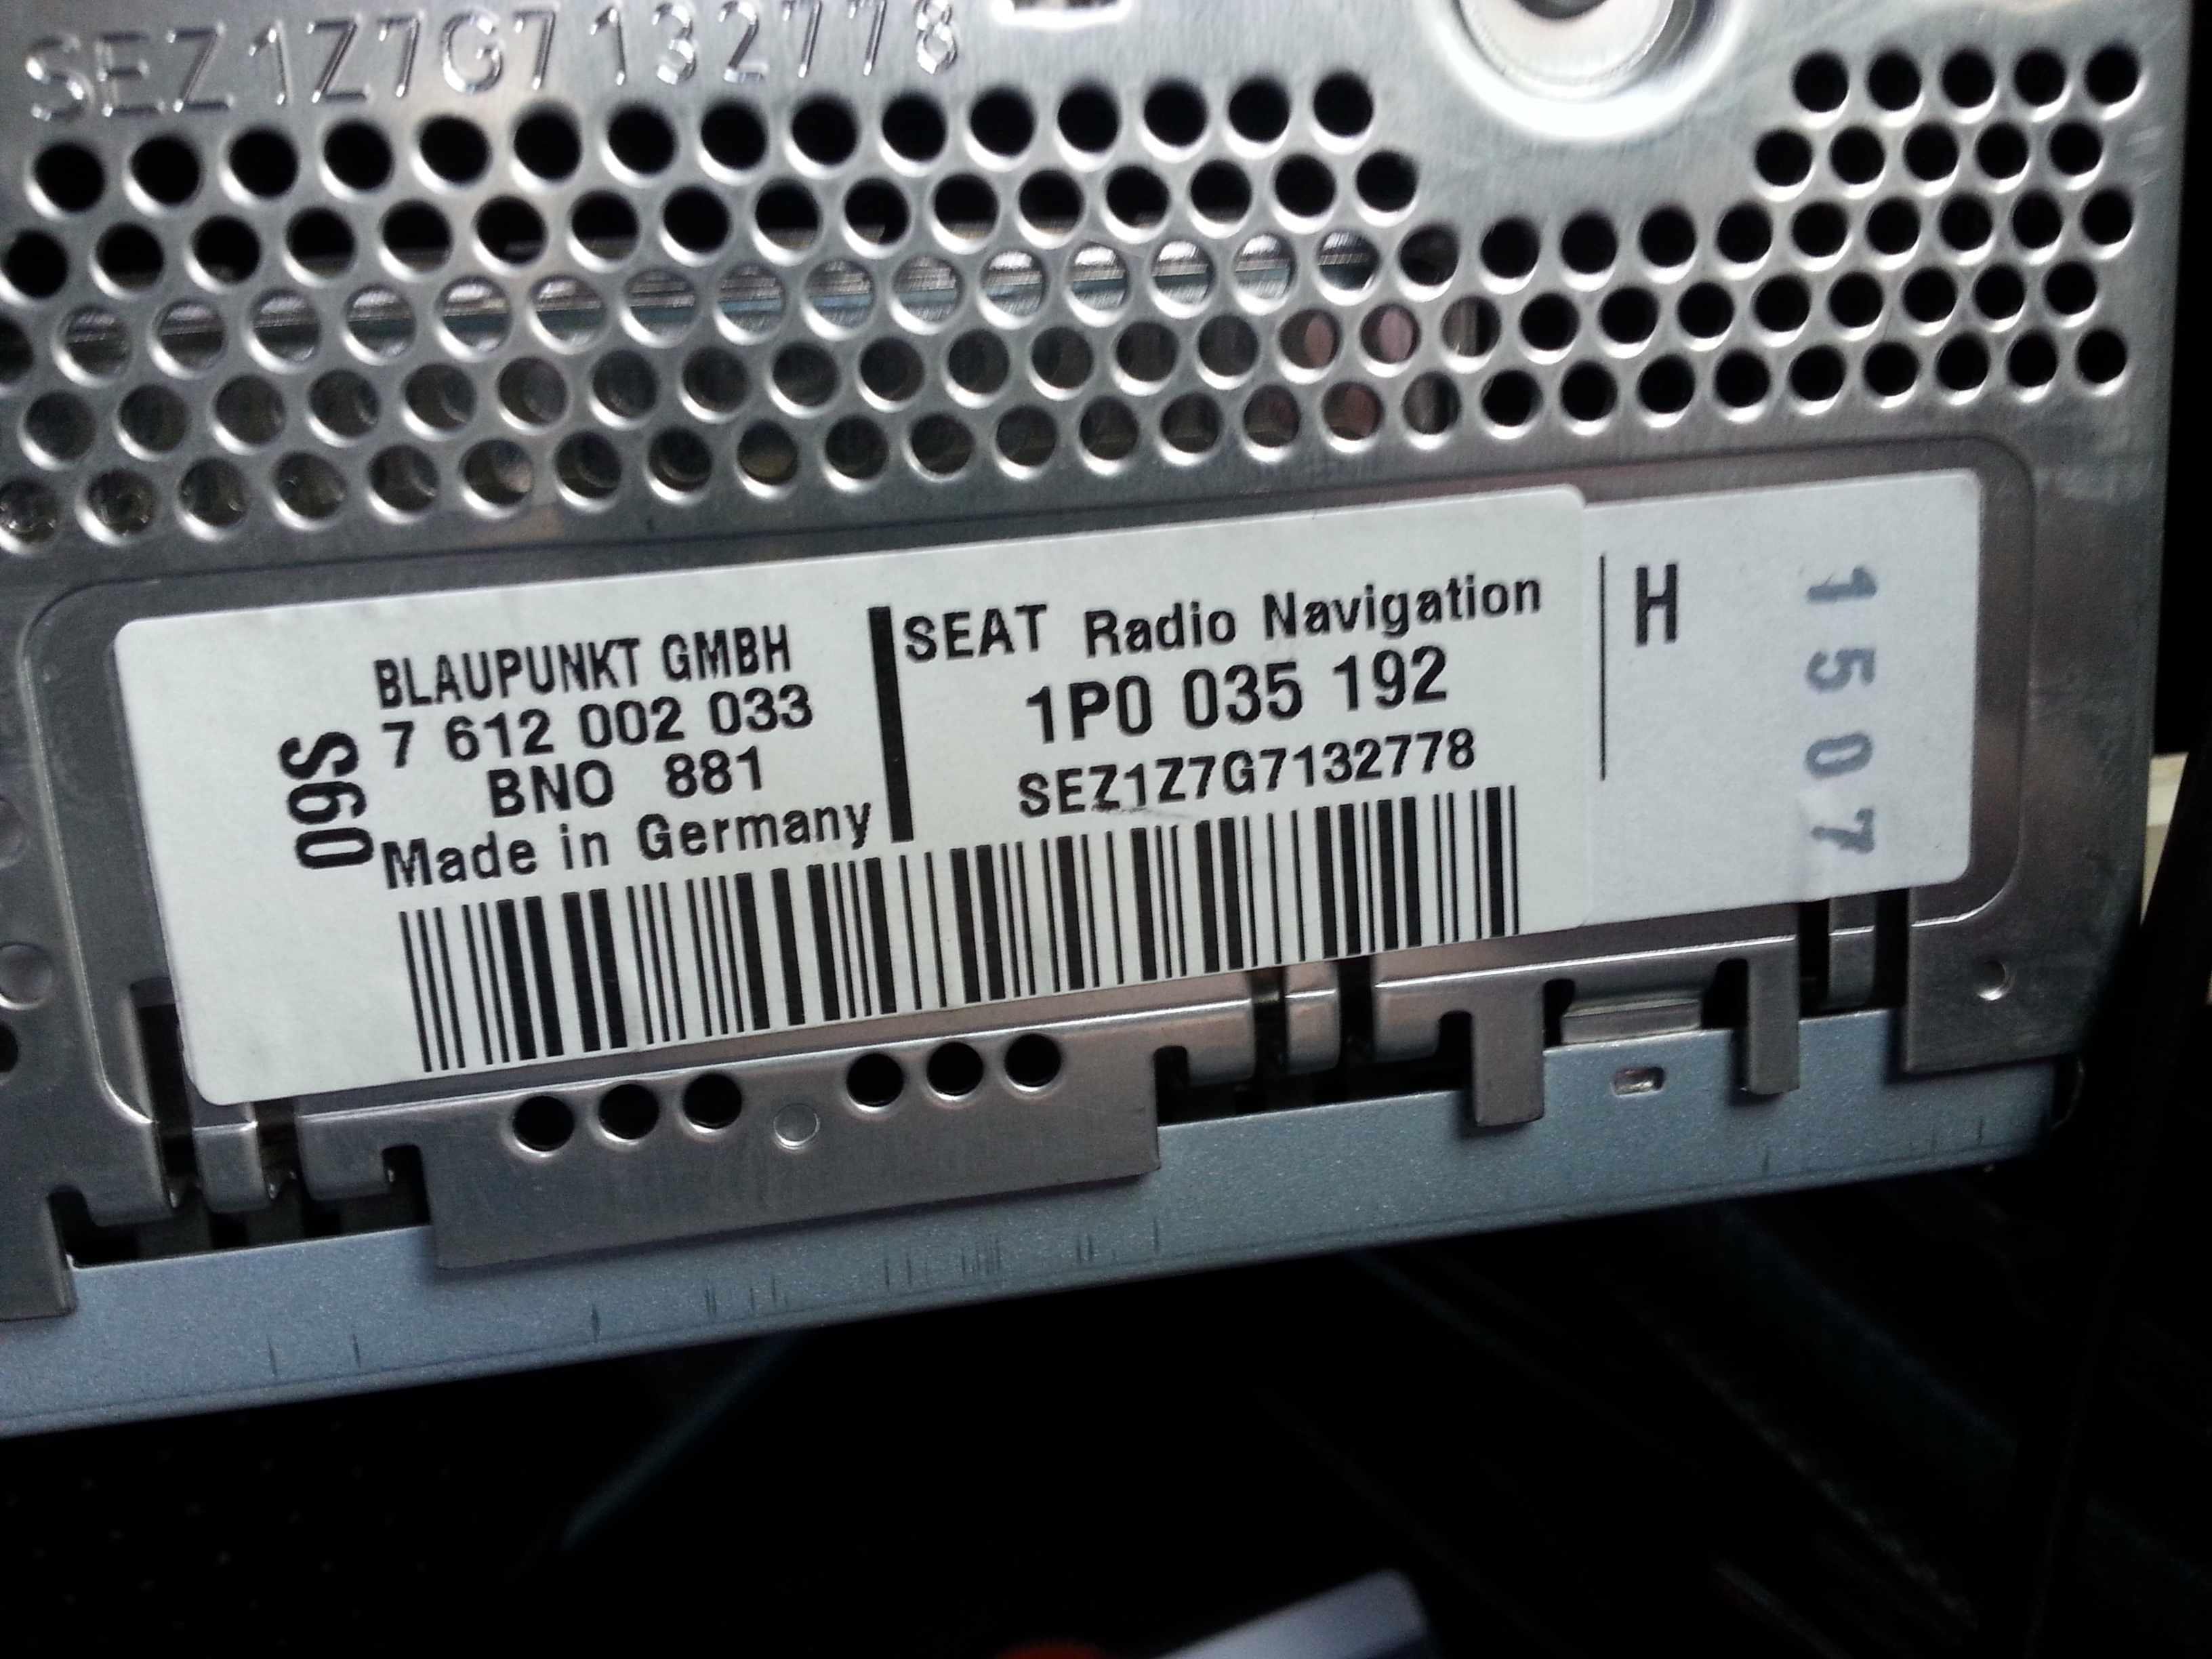 SEZ1Z7G7132778
S60
BLAUPUNKT GMBH
7 612 002 033
BNO 881
Made in Germany
SEAT Radio Navigation
1P0 035 192
SEZ1Z7G7132778
H
1507